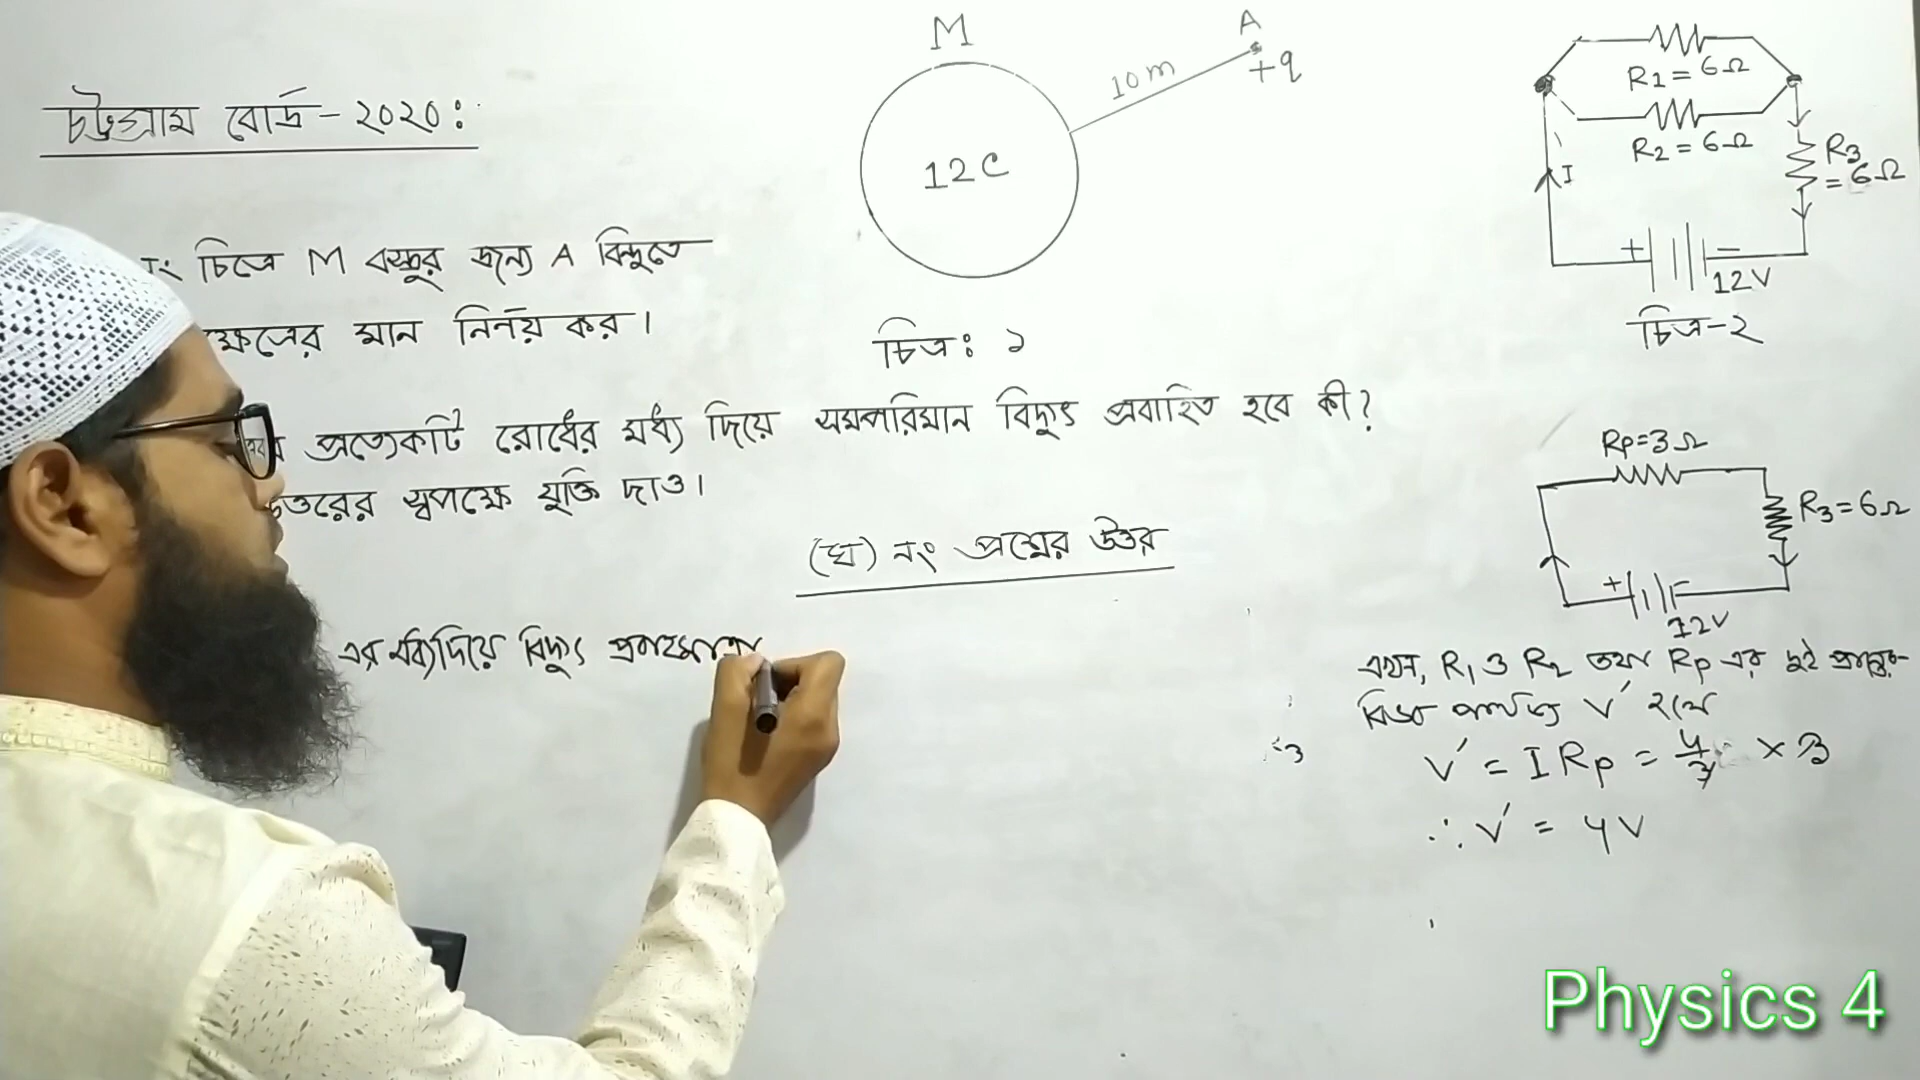 চট্টগ্রাম বোর্ড - ২০২০:
M
12C
10m
A
+q
চিত্র: ১
R1 = 6Ω
R2 = 6Ω
R3 = 6Ω
I
+ -
12V
চিত্র-২
নং চিত্রে M বস্তুর জন্য A বিন্দুতে
ক্ষেত্রের মান নির্ণয় কর।
প্রত্যেকটি রোধের মধ্য দিয়ে সমপরিমান বিদ্যুৎ প্রবাহিত হবে কী?
উত্তরের স্বপক্ষে যুক্তি দাও।
(ঘ) নং প্রশ্নের উত্তর
এর মধ্যদিয়ে বিদ্যুৎ প্রবাহমাত্রা
Rp=3Ω
R3=6Ω
+ -
12V
এখন, R1 ও R2 তথা Rp এর দুই প্রান্তের
বিভব পার্থক্য V′ হলে
V′ = I Rp = 4/3 × 3
∴ V′ = 4V
Physics 4